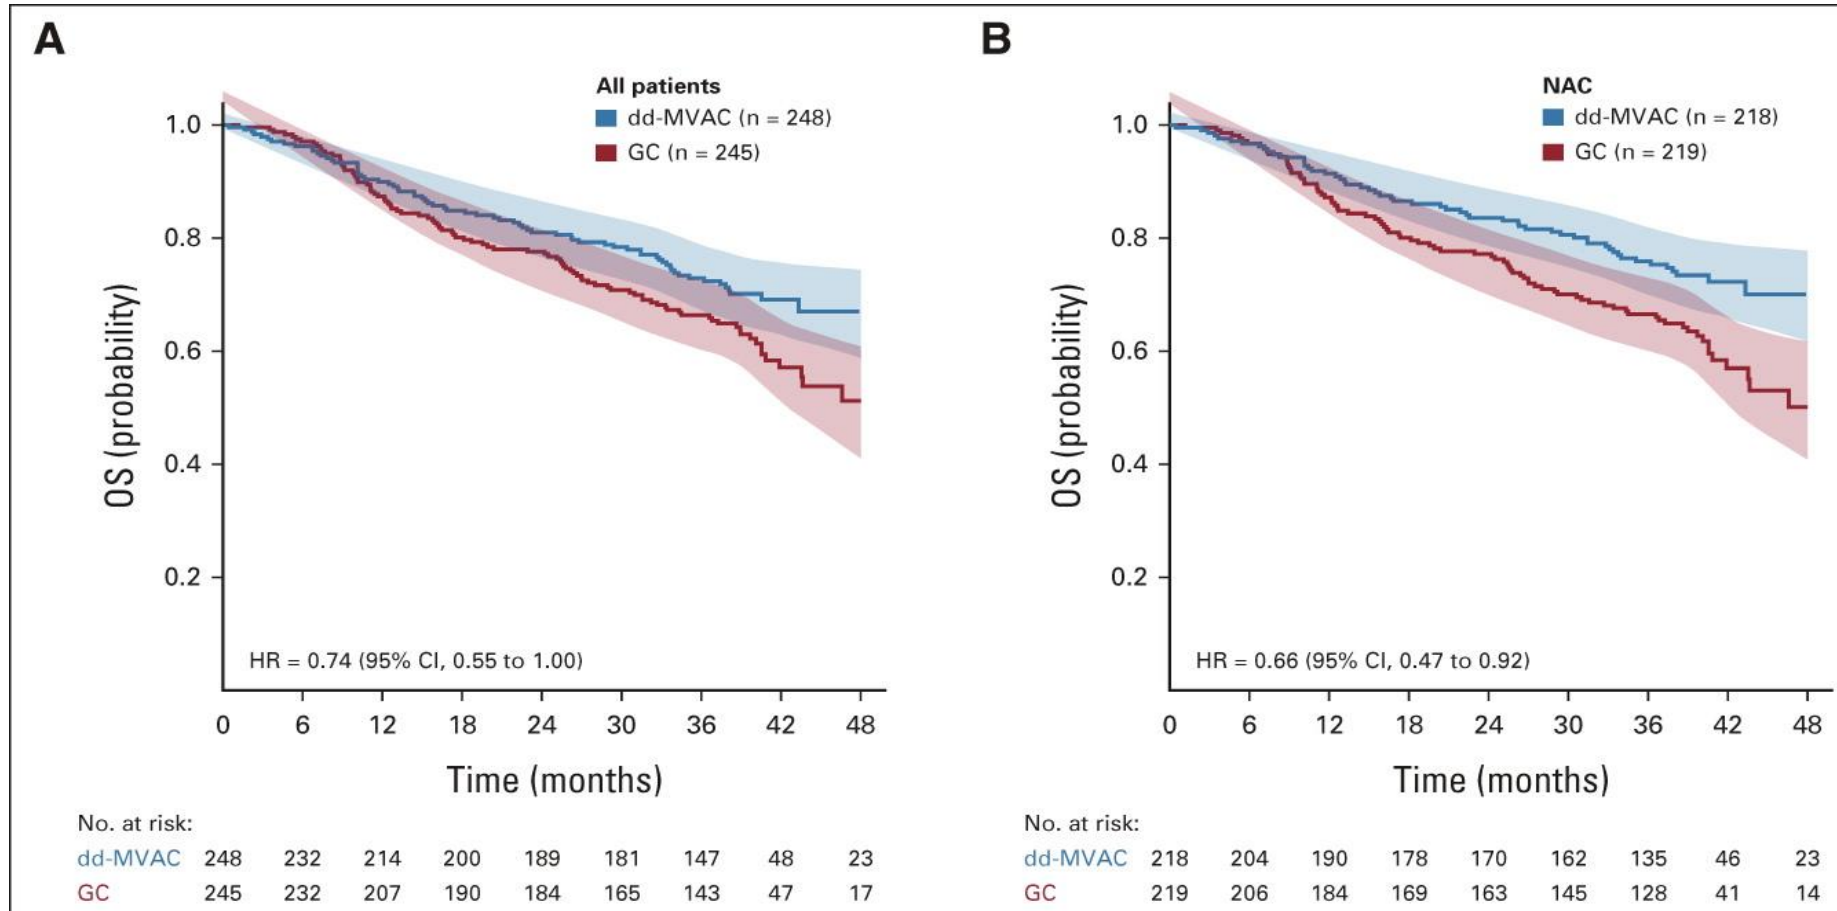 A
All patients
dd-MVAC (n = 248)
GC (n = 245)
OS (probability)
1.0
0.8
0.6
0.4
0.2
HR = 0.74 (95% CI, 0.55 to 1.00)
0 6 12 18 24 30 36 42 48
Time (months)
No. at risk:
dd-MVAC 248 232 214 200 189 181 147 48 23
GC 245 232 207 190 184 165 143 47 17
B
NAC
dd-MVAC (n = 218)
GC (n = 219)
OS (probability)
1.0
0.8
0.6
0.4
0.2
HR = 0.66 (95% CI, 0.47 to 0.92)
0 6 12 18 24 30 36 42 48
Time (months)
No. at risk:
dd-MVAC 218 204 190 178 170 162 135 46 23
GC 219 206 184 169 163 145 128 41 14